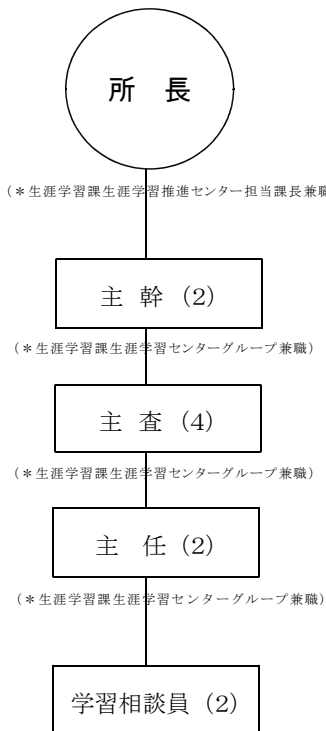 所 長
(＊生涯学習課生涯学習推進センター担当課長兼職
主 幹 (2)
(＊生涯学習課生涯学習センターグループ兼職)
主 査 (4)
(＊生涯学習課生涯学習センターグループ兼職)
主 任 (2)
(＊生涯学習課生涯学習センターグループ兼職)
学習相談員 (2)